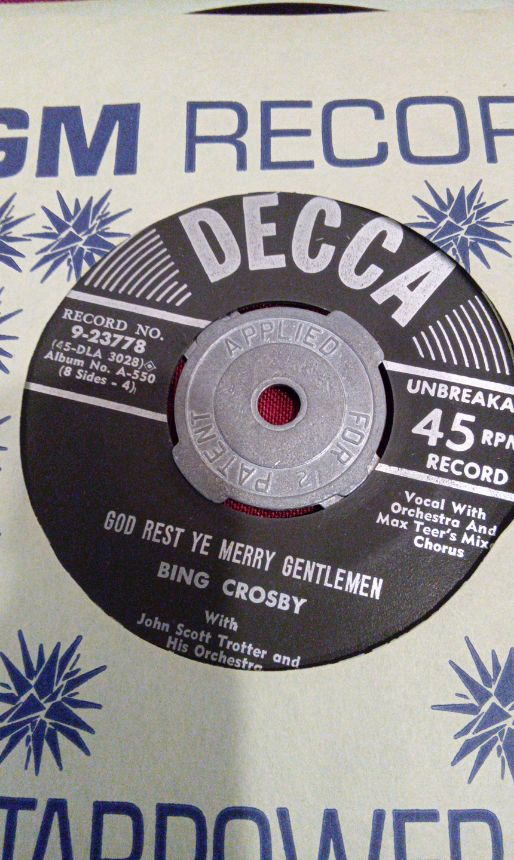 GM RECOR
DECCA
RECORD NO.
9-23778
(45-DLA 3028)
Album No. A-550
(8 Sides - 4)
APPLIED
FOR
PATENT
UNBREAKA
45 RPM
RECORD
Vocal With
Orchestra And
Max Teer's Mix
Chorus
GOD REST YE MERRY GENTLEMEN
BING CROSBY
With
John Scott Trotter and
His Orchestra
TARPOWER